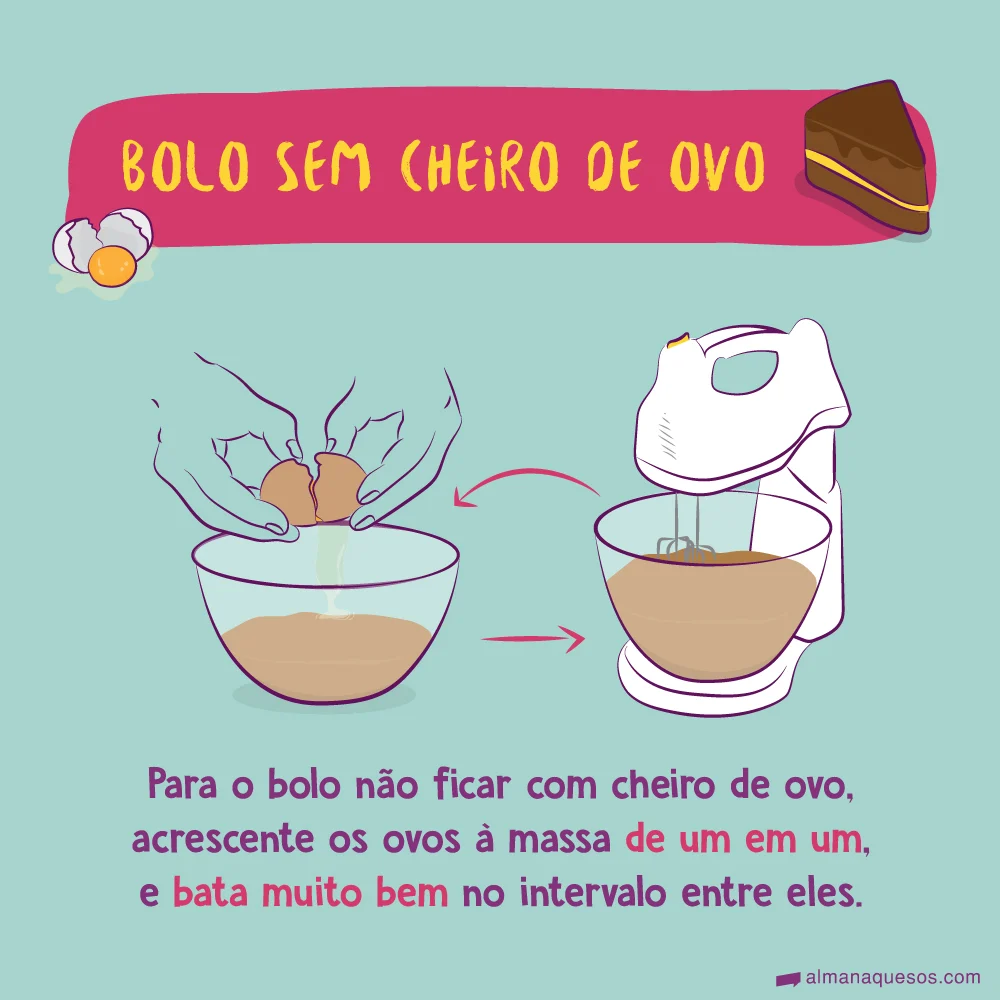 BOLO SEM CHEiRO DE OVO
Para o bolo não ficar com cheiro de ovo,
acrescente os ovos à massa de um em um,
e bata muito bem no intervalo entre eles.
almanaquesos.com